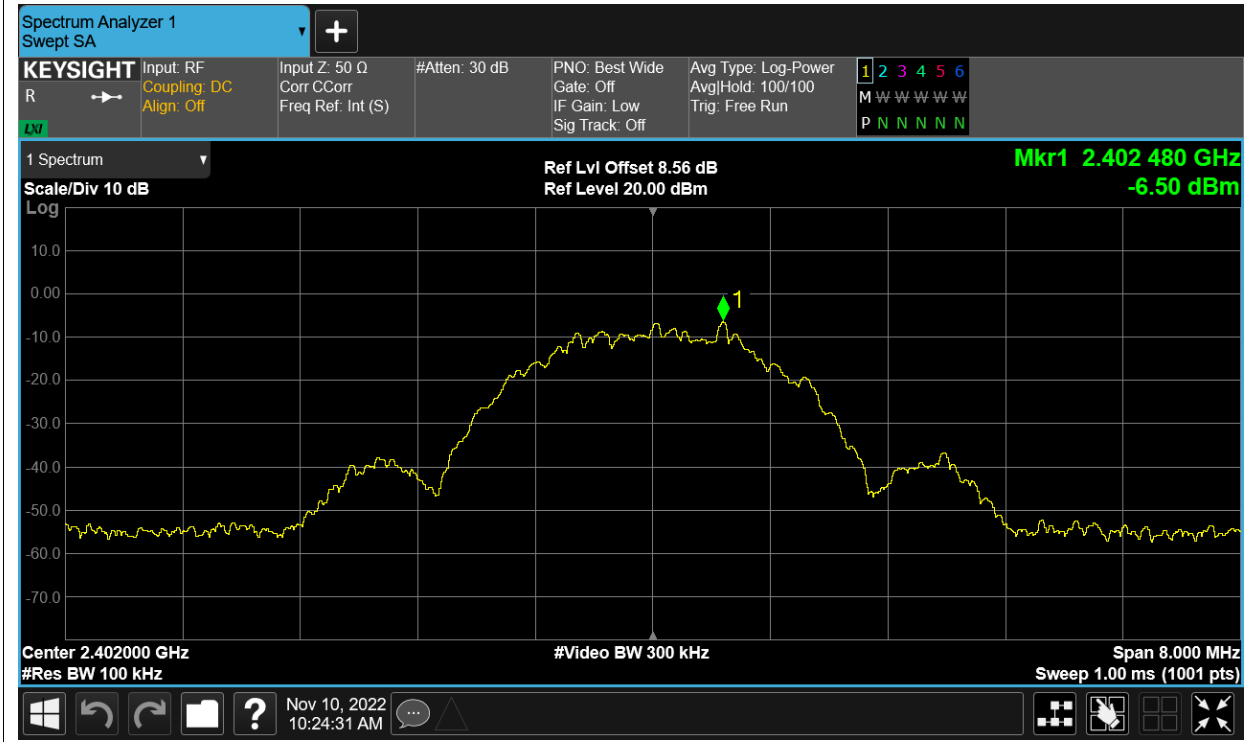 Spectrum Analyzer 1
Swept SA
KEYSIGHT
R
LXI
Input: RF
Coupling: DC
Align: Off
Input Z: 50 Ω
Corr CCorr
Freq Ref: Int (S)
#Atten: 30 dB
PNO: Best Wide
Gate: Off
IF Gain: Low
Sig Track: Off
Avg Type: Log-Power
Avg|Hold: 100/100
Trig: Free Run
1 2 3 4 5 6
M W W W W W
P N N N N N
1 Spectrum
Scale/Div 10 dB
Log
Ref Lvl Offset 8.56 dB
Ref Level 20.00 dBm
Mkr1 2.402 480 GHz
-6.50 dBm
1
10.0
0.00
-10.0
-20.0
-30.0
-40.0
-50.0
-60.0
-70.0
Center 2.402000 GHz
#Res BW 100 kHz
#Video BW 300 kHz
Span 8.000 MHz
Sweep 1.00 ms (1001 pts)
?
Nov 10, 2022
10:24:31 AM